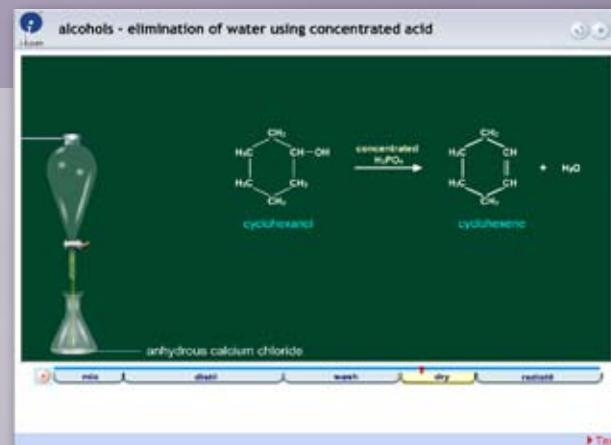 alcohols - elimination of water using concentrated acid
CH₂
H₂C CH—OH
H₂C CH₂
CH₂
cyclohexanol
concentrated
H₃PO₄
CH₂
H₂C CH
H₂C CH
CH₂
cyclohexene
+ H₂O
anhydrous calcium chloride
mix distil wash dry redistil